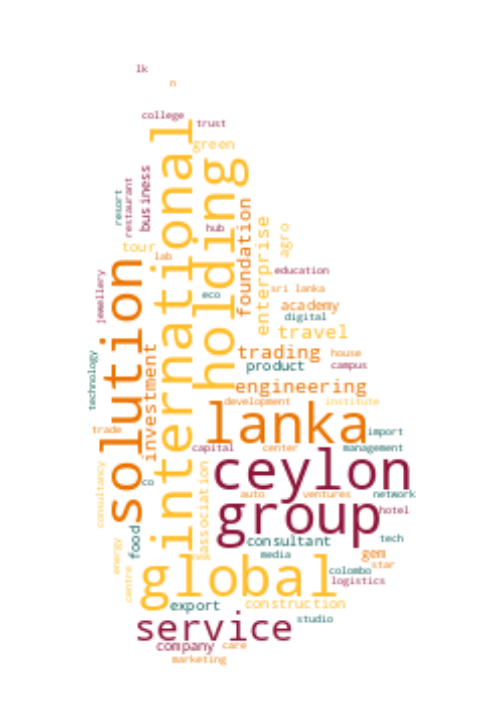 lk
n
college
trust
international
green
holding
business
resort
restaurant
hub
foundation
enterprise
agro
tour
lab
solution
education
jewellery
eco
sri lanka
academy
digital
travel
investment
trading
house
technology
product
campus
engineering
development
institute
lanka
trade
import
capital
center
management
ceylon
consultancy
association
co
auto
ventures
network
group
hotel
food
consultant
tech
energy
media
gem
star
global
colombo
centre
logistics
export
construction
service
studio
company
care
marketing